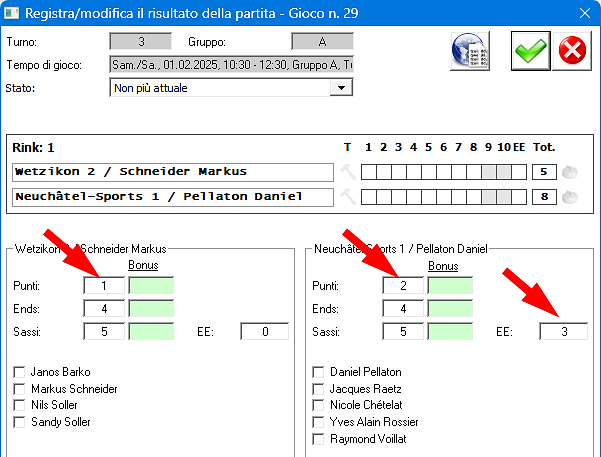 Registra/modifica il risultato della partita - Gioco n. 29
Turno: 3 Gruppo: A
Tempo di gioco: Sam./Sa., 01.02.2025, 10:30 - 12:30, Gruppo A, Tu
Stato: Non più attuale
Rink: 1 T 1 2 3 4 5 6 7 8 9 10 EE Tot.
Wetzikon 2 / Schneider Markus 5
Neuchâtel-Sports 1 / Pellaton Daniel 8
Wetzikon 2 / Schneider Markus
Bonus
Punti: 1
Ends: 4
Sassi: 5 EE: 0
Janos Barko
Markus Schneider
Nils Soller
Sandy Soller
Neuchâtel-Sports 1 / Pellaton Daniel
Bonus
Punti: 2
Ends: 4
Sassi: 5 EE: 3
Daniel Pellaton
Jacques Raetz
Nicole Chételat
Yves Alain Rossier
Raymond Voillat